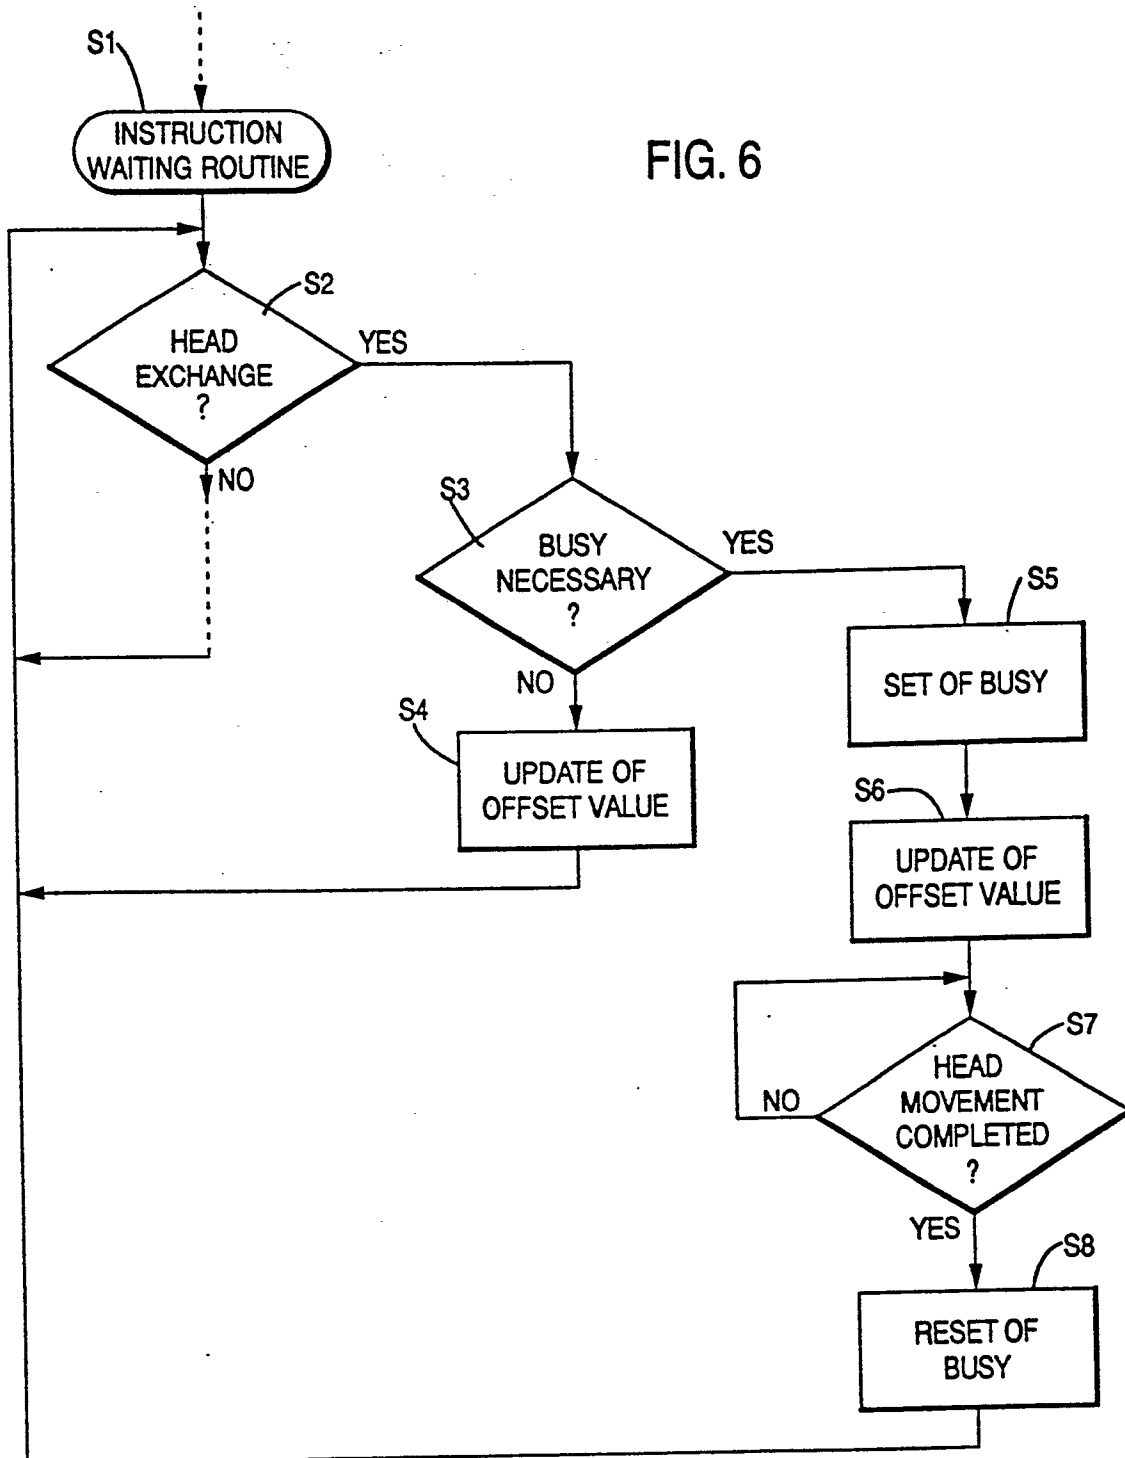 S1
INSTRUCTION
WAITING ROUTINE
FIG. 6
S2
HEAD
EXCHANGE
?
YES
NO
S3
BUSY
NECESSARY
?
YES
NO
S4
UPDATE OF
OFFSET VALUE
S5
SET OF BUSY
S6
UPDATE OF
OFFSET VALUE
S7
HEAD
MOVEMENT
COMPLETED
?
NO
YES
S8
RESET OF
BUSY